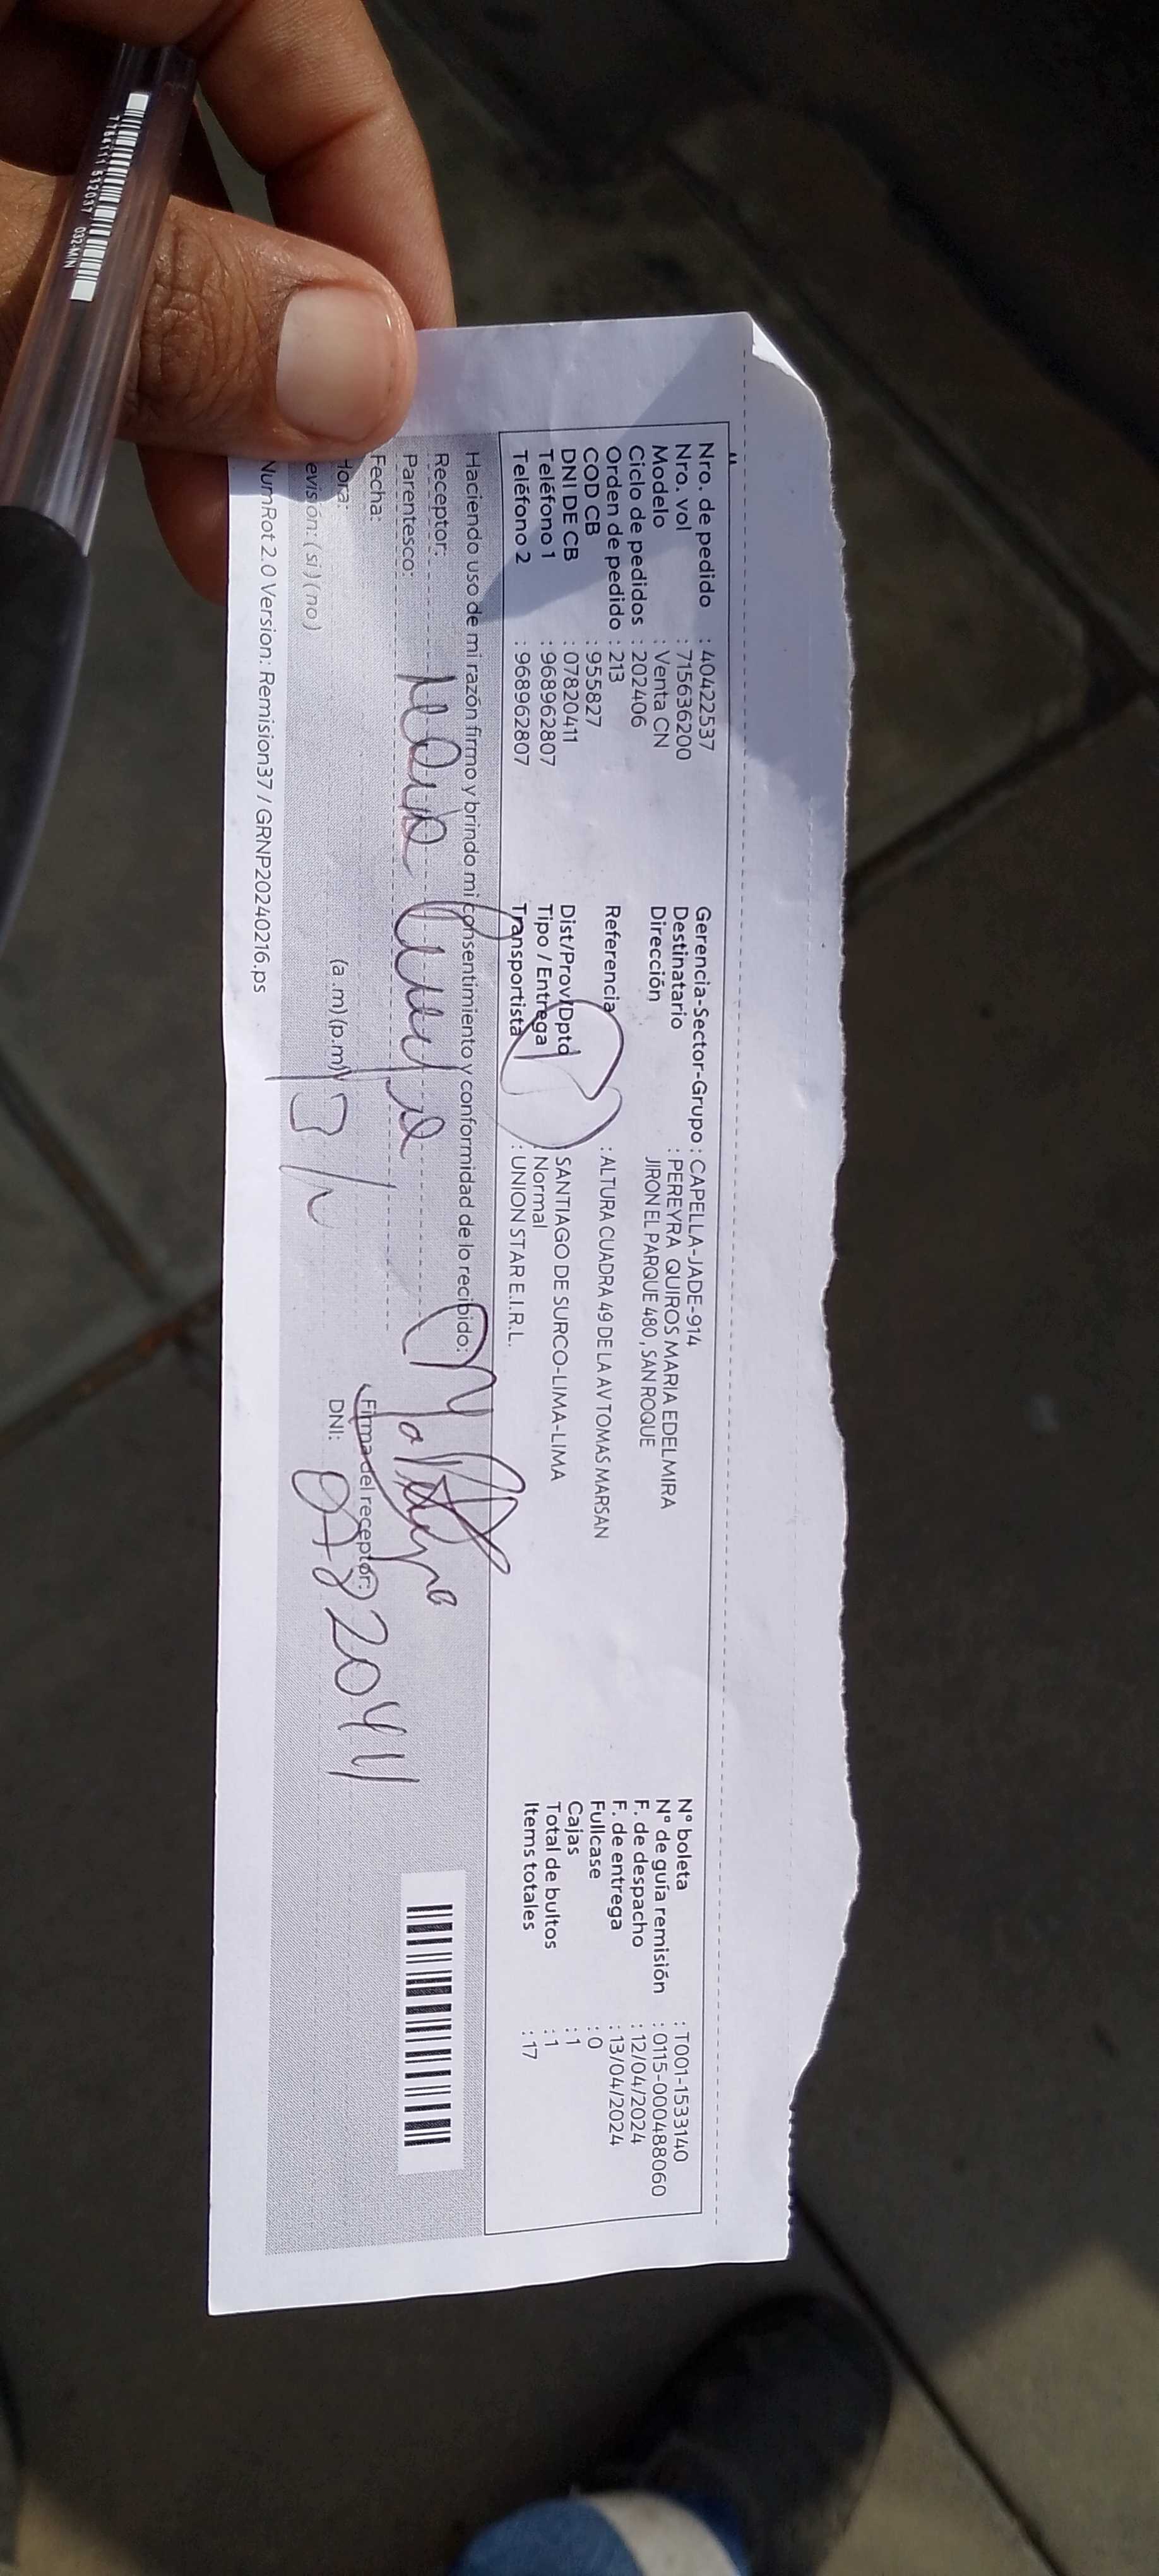 Nro. de pedido : 40422537
Nro. vol : 715636200
Modelo : Venta CN
Ciclo de pedidos : 202406
Orden de pedido : 213
COD CB : 955827
DNI DE CB : 07820411
Teléfono 1 : 968962807
Teléfono 2 : 968962807
Gerencia-Sector-Grupo : CAPELLA-JADE-914
Destinatario : PEREYRA QUIROS MARIA EDELMIRA
Dirección JIRON EL PARQUE 480 , SAN ROQUE
Referencia : ALTURA CUADRA 49 DE LA AV TOMAS MARSAN
Dist/Prov/Dptd SANTIAGO DE SURCO-LIMA-LIMA
Tipo / Entrega : Normal
Transportista : UNION STAR E.I.R.L.
N° boleta : T001-1533140
N° de guía remisión : 0115-000488060
F. de despacho : 12/04/2024
F. de entrega : 13/04/2024
Fullcase : 0
Cajas : 1
Total de bultos : 1
Items totales : 17
Haciendo uso de mi razón firmo y brindo mi consentimiento y conformidad de lo recibido:
Receptor:
Parentesco:
Fecha:
Hora: (a.m) (p.m)
evisión: ( si ) ( no )
Firma del receptor:
DNI: 07820411
NumRot 2.0 Version: Remision37 / GRNP20240216.ps
032-M/N